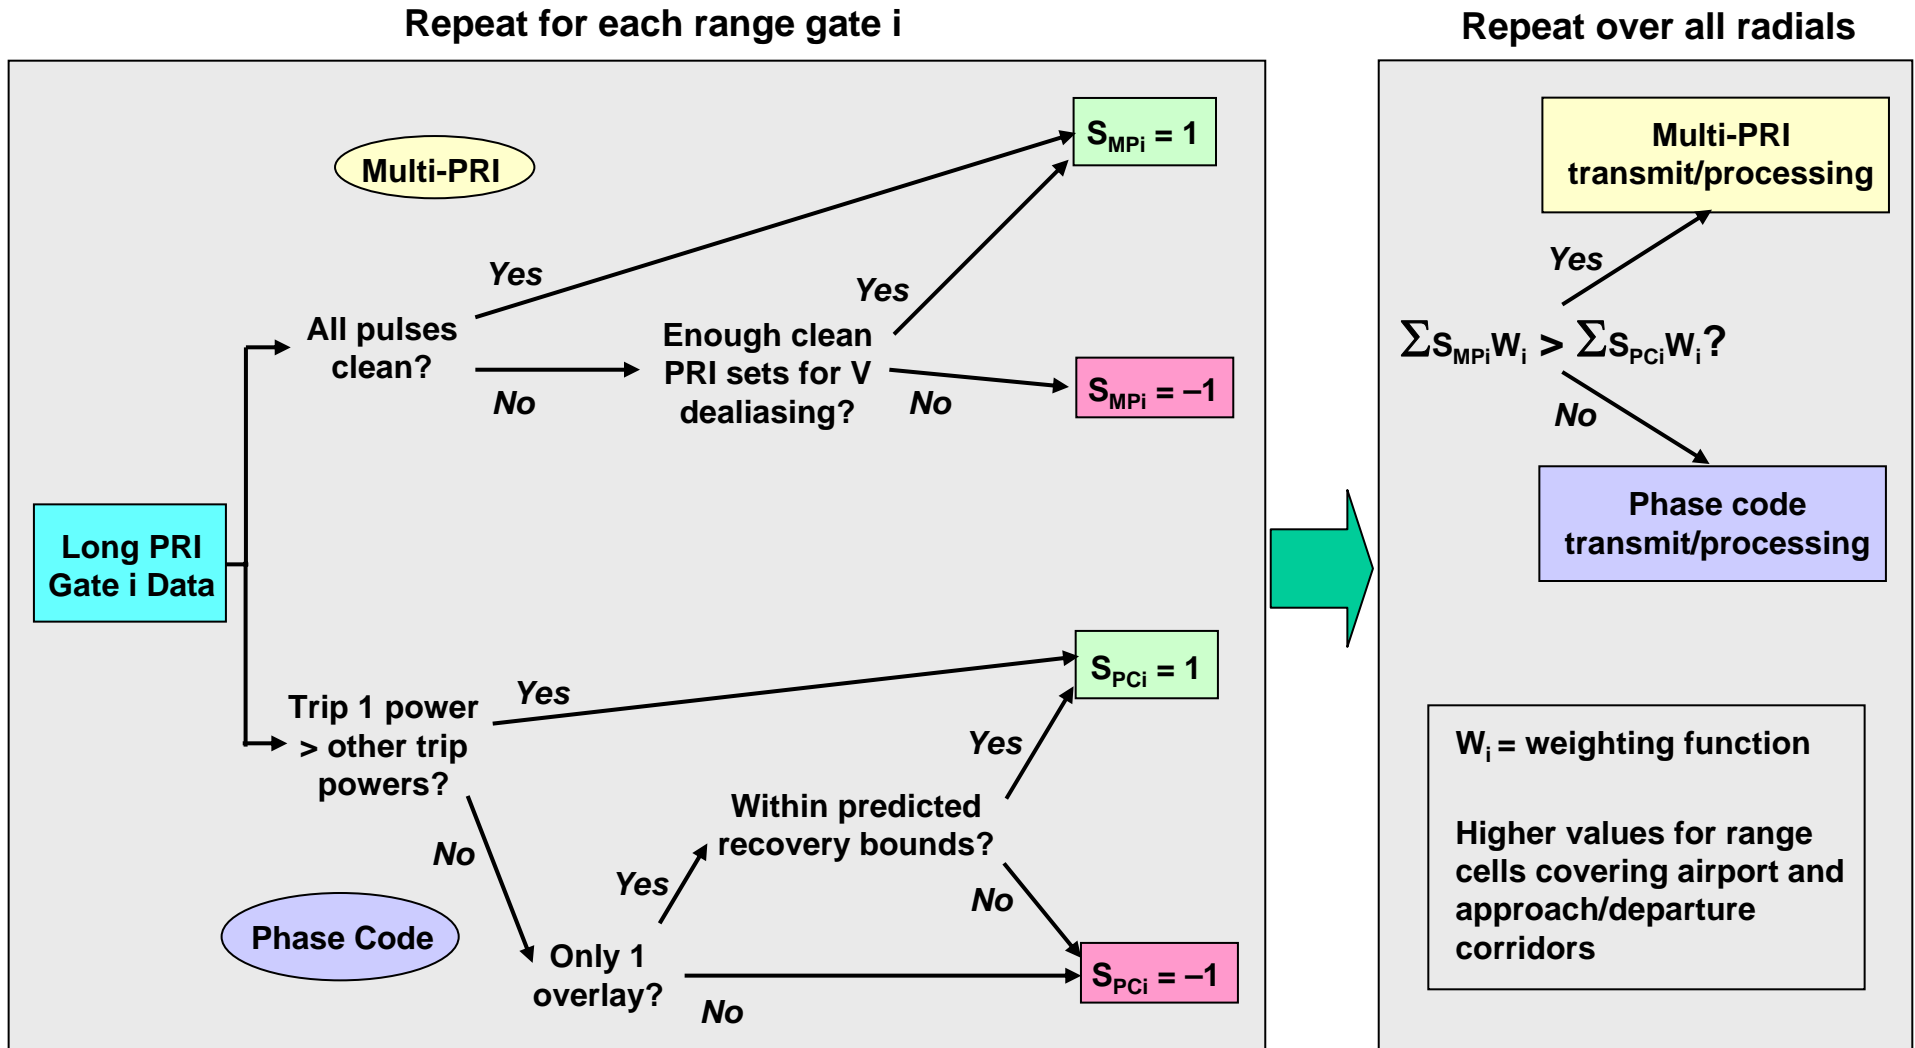 Repeat for each range gate i
Multi-PRI
S_MPi = 1
Yes
Yes
All pulses
clean?
Enough clean
PRI sets for V
dealiasing?
No
No
S_MPi = –1
Long PRI
Gate i Data
S_PCi = 1
Yes
Trip 1 power
> other trip
powers?
Yes
Within predicted
recovery bounds?
No
Yes
No
Phase Code
Only 1
overlay?
No
S_PCi = –1
Repeat over all radials
Multi-PRI
transmit/processing
Yes
∑S_MPiW_i > ∑S_PCiW_i?
No
Phase code
transmit/processing
W_i = weighting function
Higher values for range
cells covering airport and
approach/departure
corridors